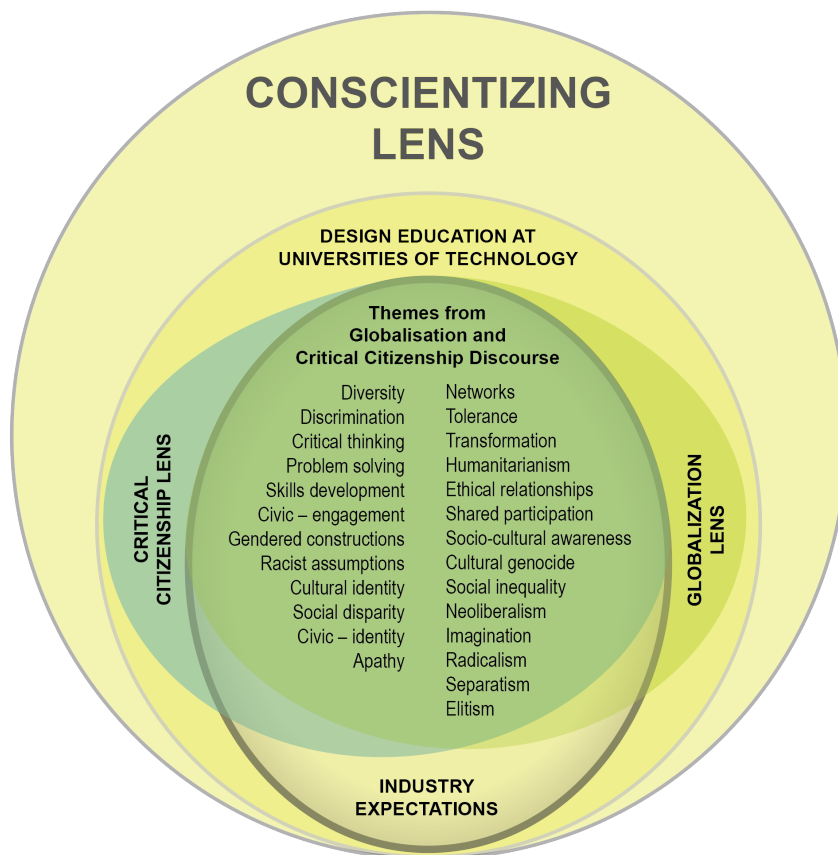 CONSCIENTIZING
LENS
DESIGN EDUCATION AT
UNIVERSITIES OF TECHNOLOGY
Themes from
Globalisation and
Critical Citizenship Discourse
Diversity
Discrimination
Critical thinking
Problem solving
Skills development
Civic – engagement
Gendered constructions
Racist assumptions
Cultural identity
Social disparity
Civic – identity
Apathy
Networks
Tolerance
Transformation
Humanitarianism
Ethical relationships
Shared participation
Socio-cultural awareness
Cultural genocide
Social inequality
Neoliberalism
Imagination
Radicalism
Separatism
Elitism
CRITICAL
CITIZENSHIP LENS
GLOBALIZATION
LENS
INDUSTRY
EXPECTATIONS